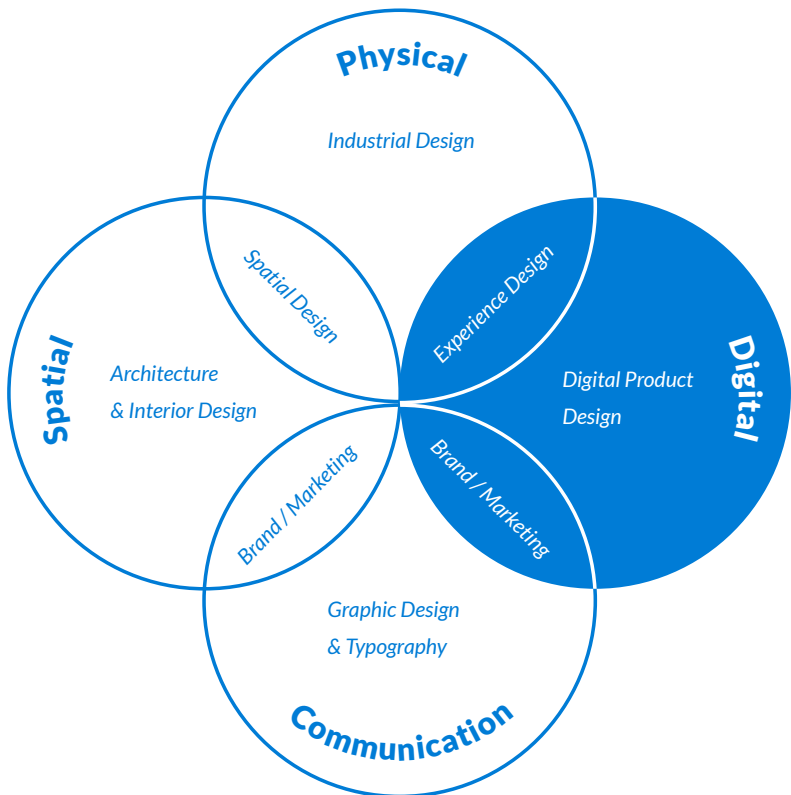 Physical
Industrial Design
Spatial Design
Experience Design
Spatial
Architecture
& Interior Design
Digital Product
Design
Digital
Brand / Marketing
Brand / Marketing
Graphic Design
& Typography
Communication